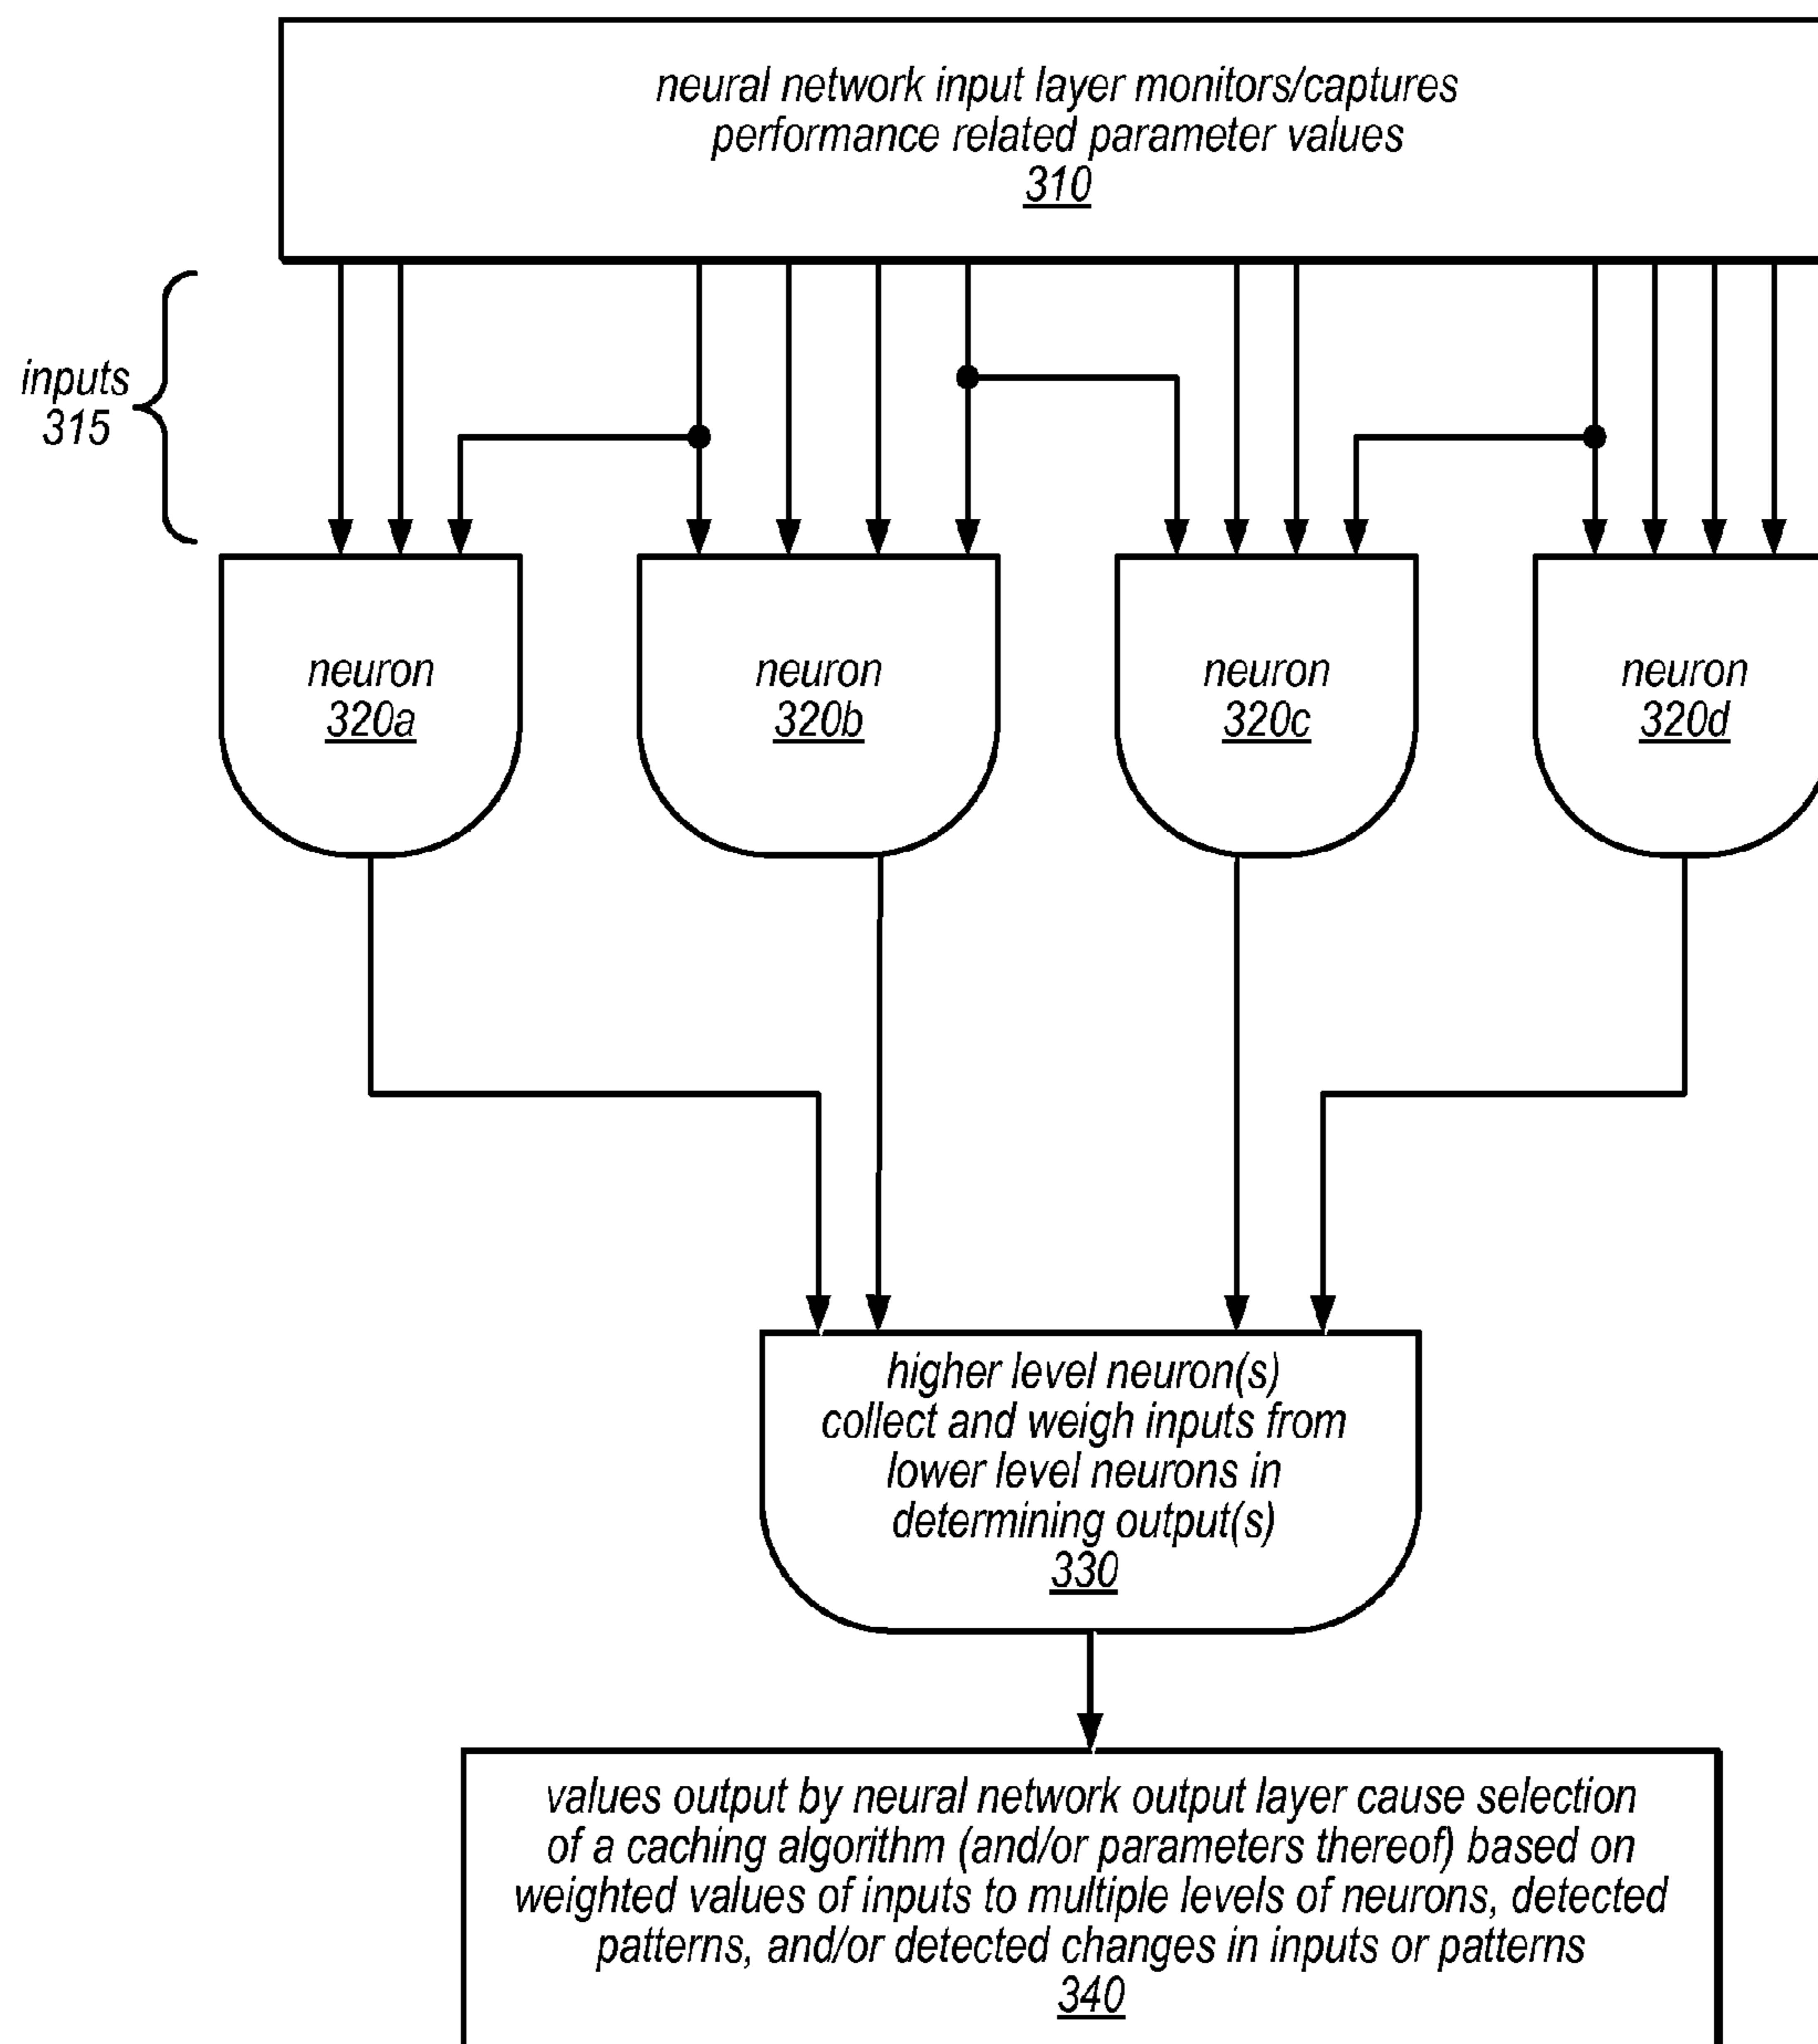 neural network input layer monitors/captures
performance related parameter values
310
inputs
315
neuron
320a
neuron
320b
neuron
320c
neuron
320d
higher level neuron(s)
collect and weigh inputs from
lower level neurons in
determining output(s)
330
values output by neural network output layer cause selection
of a caching algorithm (and/or parameters thereof) based on
weighted values of inputs to multiple levels of neurons, detected
patterns, and/or detected changes in inputs or patterns
340